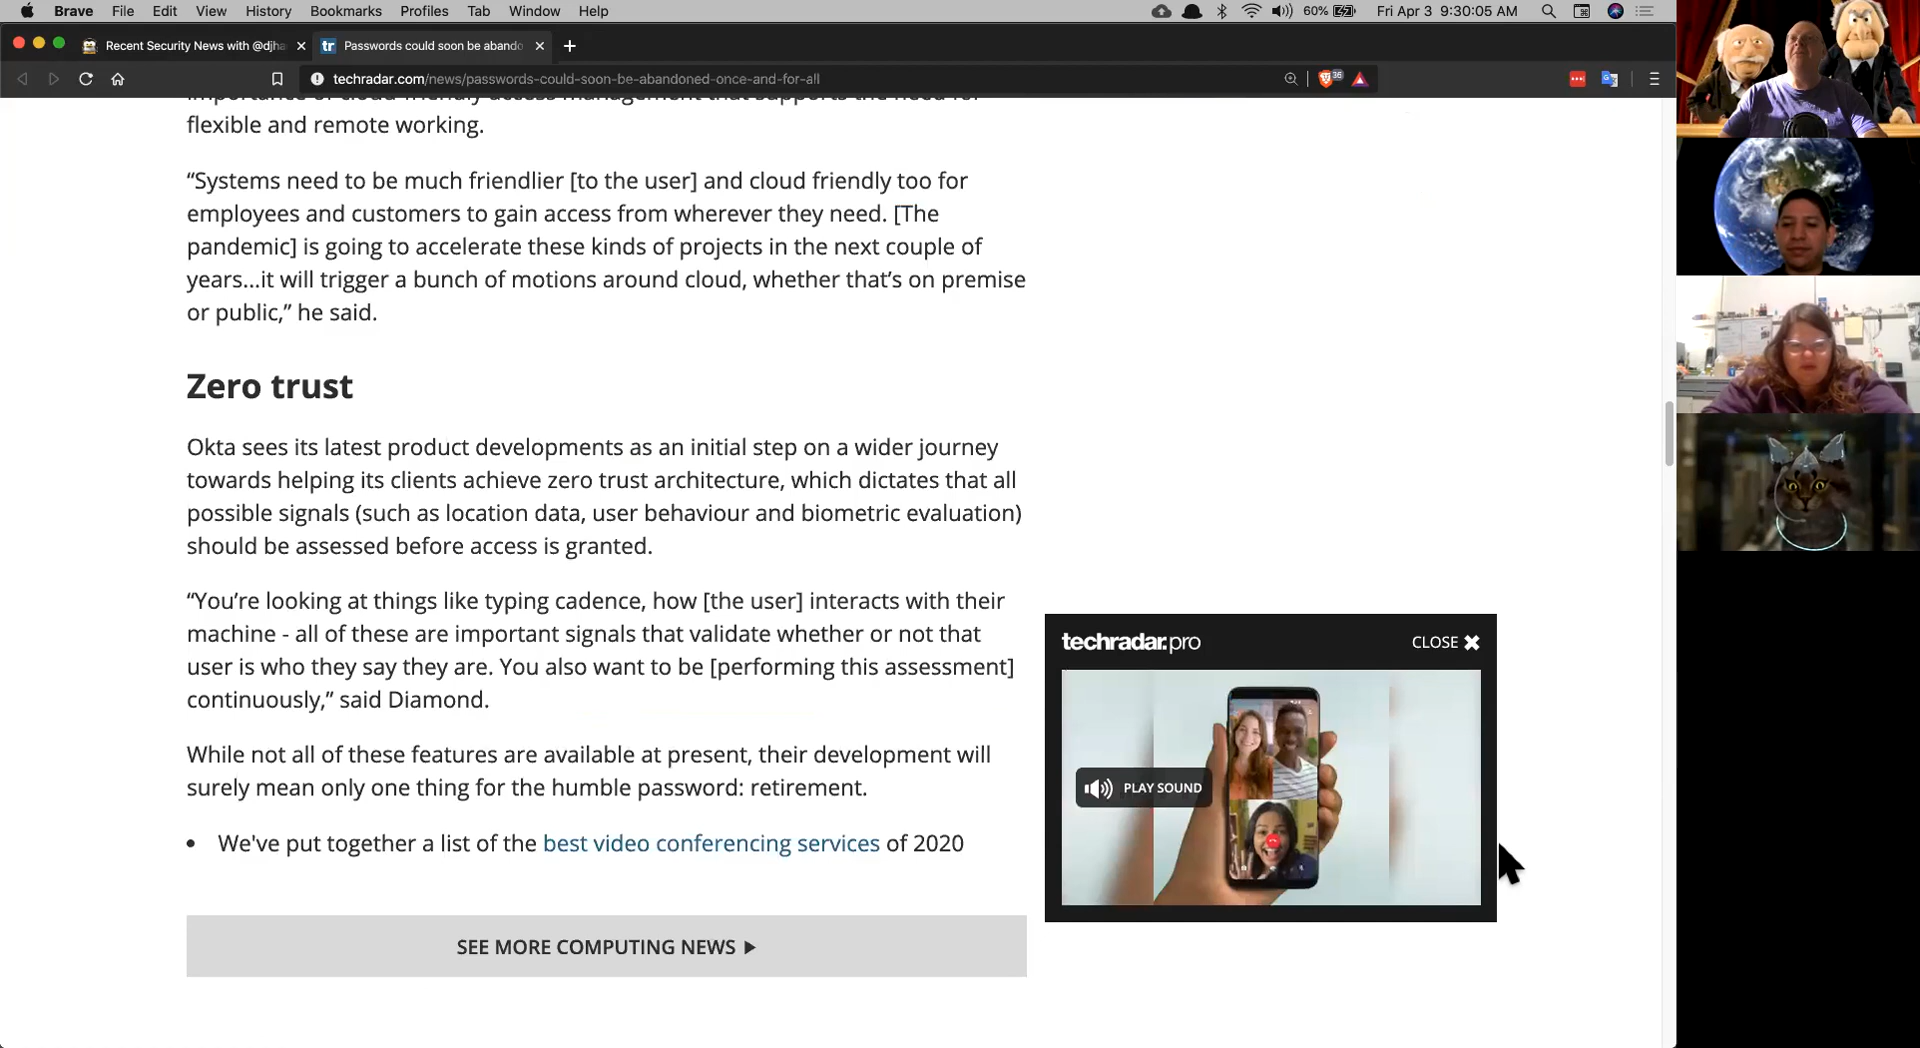 Brave File Edit View History Bookmarks Profiles Tab Window Help 60% Fri Apr 3 9:30:05 AM
Recent Security News with @djha
tr Passwords could soon be abando
techradar.com/news/passwords-could-soon-be-abandoned-once-and-for-all
36
flexible and remote working.
“Systems need to be much friendlier [to the user] and cloud friendly too for
employees and customers to gain access from wherever they need. [The
pandemic] is going to accelerate these kinds of projects in the next couple of
years...it will trigger a bunch of motions around cloud, whether that’s on premise
or public,” he said.
Zero trust
Okta sees its latest product developments as an initial step on a wider journey
towards helping its clients achieve zero trust architecture, which dictates that all
possible signals (such as location data, user behaviour and biometric evaluation)
should be assessed before access is granted.
“You’re looking at things like typing cadence, how [the user] interacts with their
machine - all of these are important signals that validate whether or not that
user is who they say they are. You also want to be [performing this assessment]
continuously,” said Diamond.
While not all of these features are available at present, their development will
surely mean only one thing for the humble password: retirement.
• We've put together a list of the best video conferencing services of 2020
SEE MORE COMPUTING NEWS
techradar.pro
CLOSE
PLAY SOUND